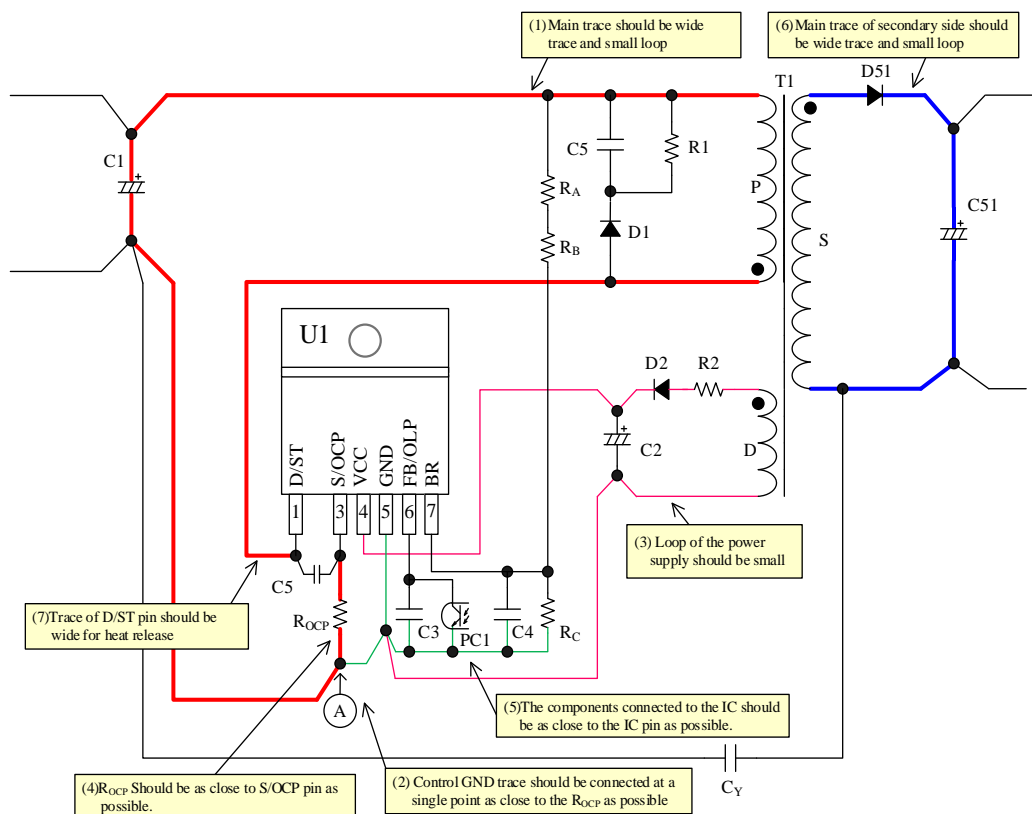 (1)Main trace should be wide
trace and small loop
(6)Main trace of secondary side should
be wide trace and small loop
D51
T1
C1
C5
R1
RA
P
RB
D1
S
C51
U1
D2
R2
C2
D
D/ST
S/OCP
VCC
GND
FB/OLP
BR
1
3
4
5
6
7
(3) Loop of the power
supply should be small
C5
(7)Trace of D/ST pin should be
wide for heat release
ROCP
C3
PC1
C4
RC
A
(5)The components connected to the IC should
be as close to the IC pin as possible.
(4)ROCP Should be as close to S/OCP pin as
possible.
(2) Control GND trace should be connected at a
single point as close to the ROCP as possible
CY